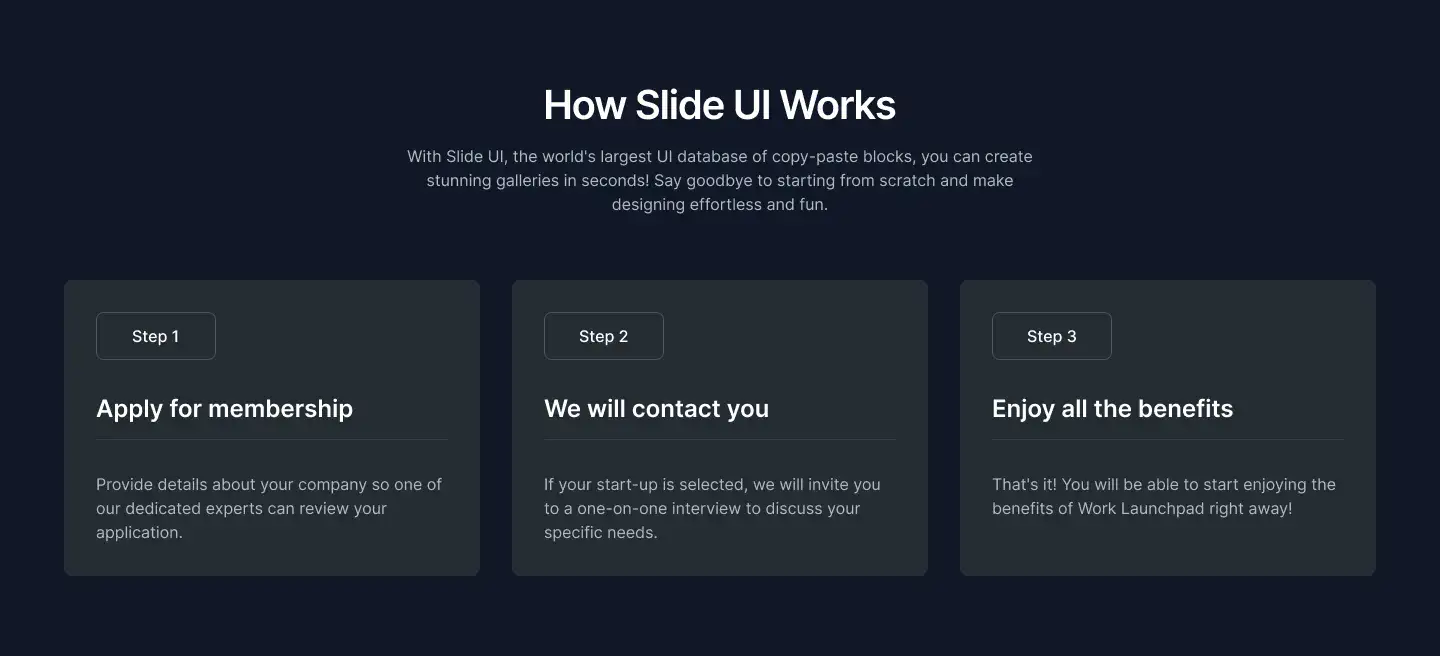 How Slide UI Works
With Slide UI, the world's largest UI database of copy-paste blocks, you can create
stunning galleries in seconds! Say goodbye to starting from scratch and make
designing effortless and fun.
Step 1
Apply for membership
Provide details about your company so one of
our dedicated experts can review your
application.
Step 2
We will contact you
If your start-up is selected, we will invite you
to a one-on-one interview to discuss your
specific needs.
Step 3
Enjoy all the benefits
That's it! You will be able to start enjoying the
benefits of Work Launchpad right away!